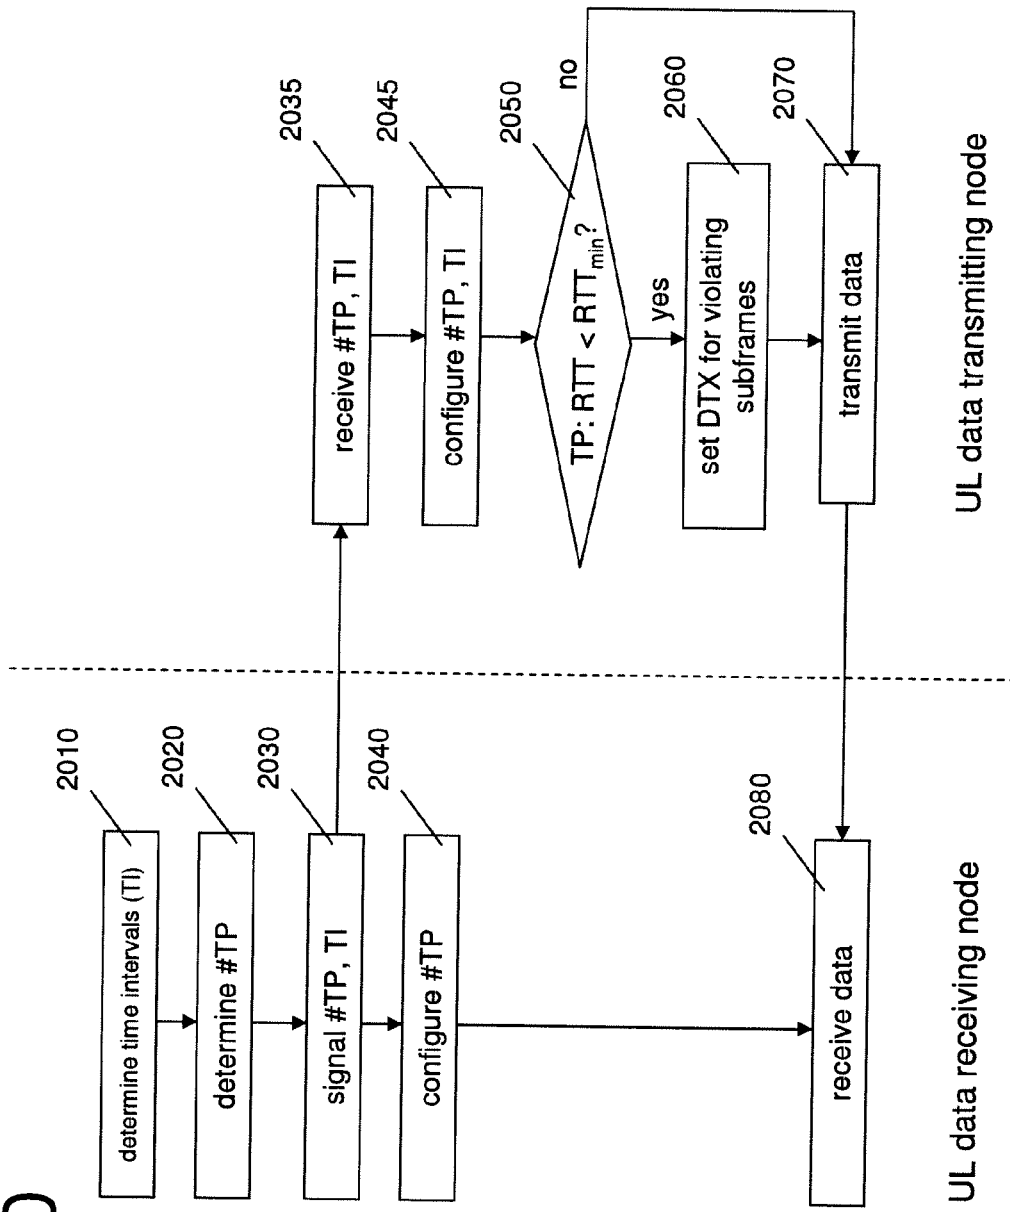 2010
determine time intervals (TI)
2020
determine #TP
2030
signal #TP, TI
2040
configure #TP
2080
receive data
UL data receiving node
2035
receive #TP, TI
2045
configure #TP, TI
2050
TP: RTT < RTTmin?
no
yes
2060
set DTX for violating
subframes
2070
transmit data
UL data transmitting node